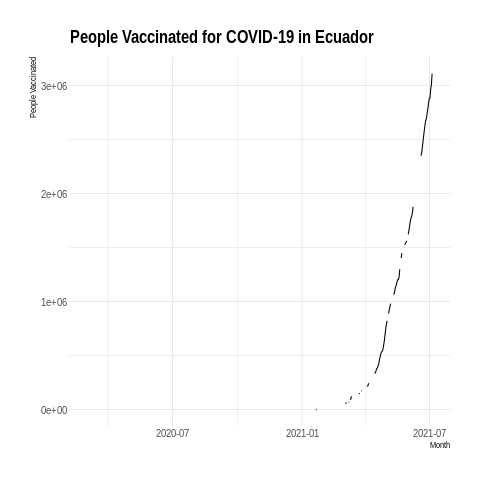 People Vaccinated for COVID-19 in Ecuador
People Vaccinated
3e+06
2e+06
1e+06
0e+00
2020-07
2021-01
2021-07
Month